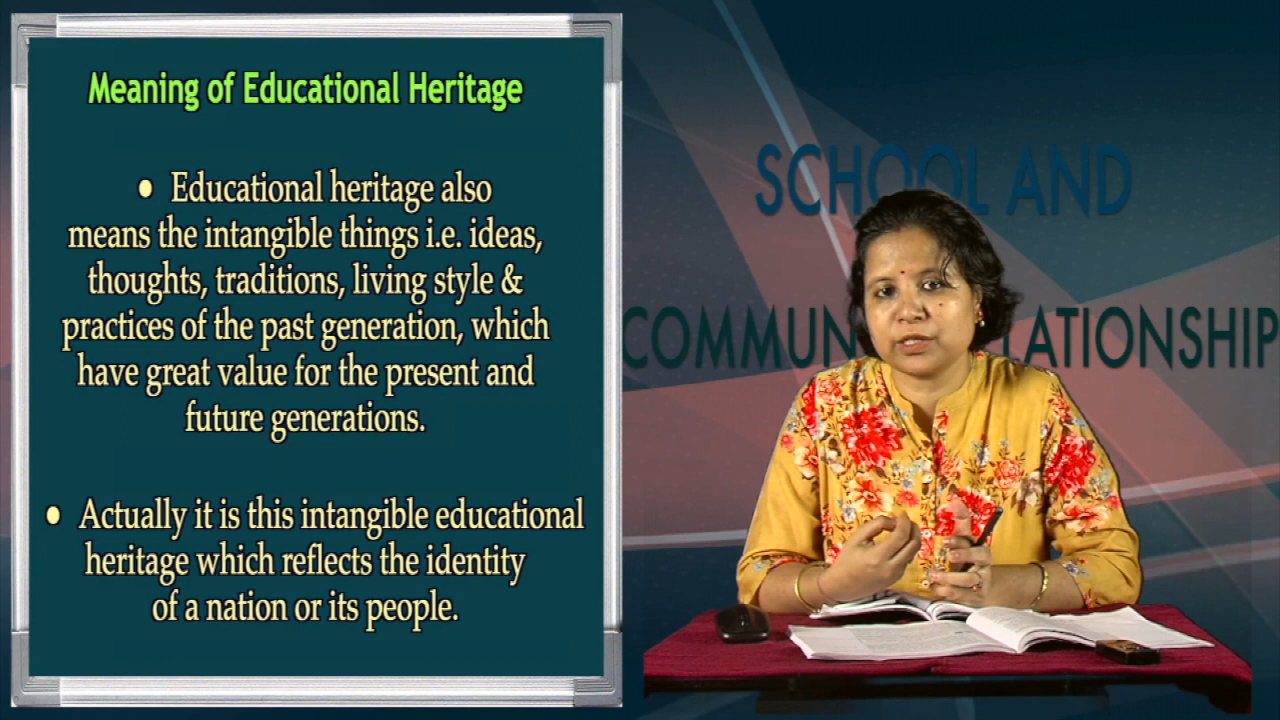 Meaning of Educational Heritage
• Educational heritage also
means the intangible things i.e. ideas,
thoughts, traditions, living style &
practices of the past generation, which
have great value for the present and
future generations.
• Actually it is this intangible educational
heritage which reflects the identity
of a nation or its people.
SCHOOL AND
COMMUN LATIONSHIP